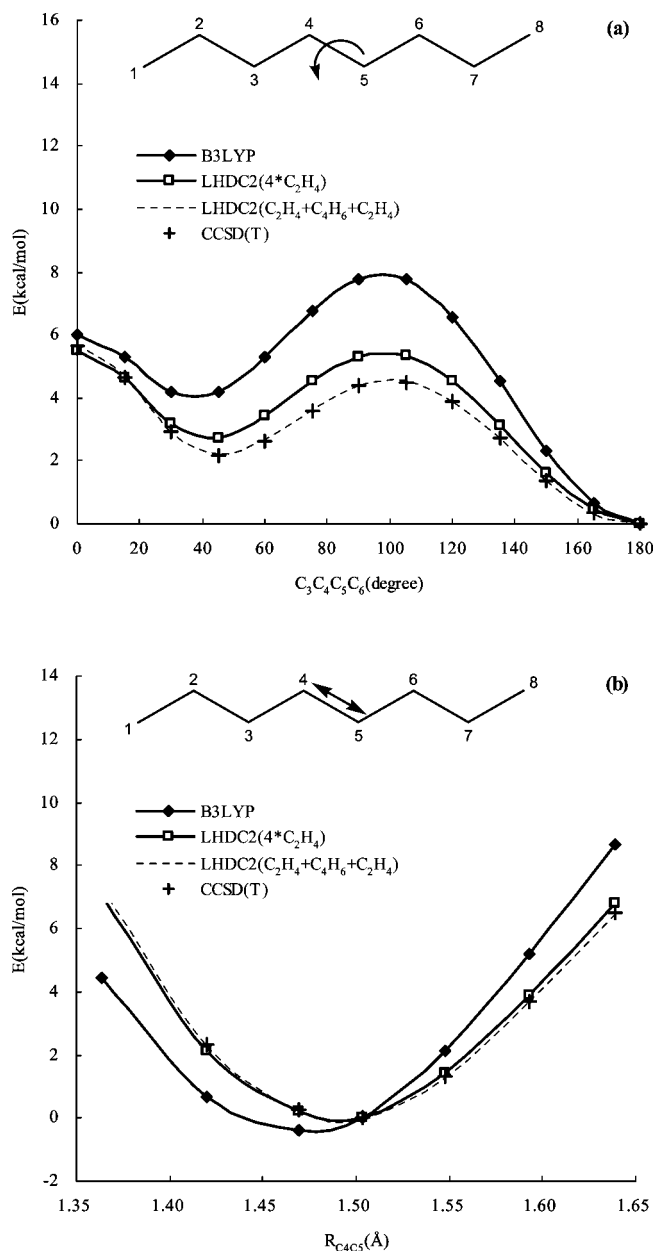 (a)
2 4 6 8
1 3 5 7
B3LYP
LHDC2(4*C₂H₄)
LHDC2(C₂H₄+C₄H₆+C₂H₄)
CCSD(T)
E(kcal/mol)
16
14
12
10
8
6
4
2
0
0 20 40 60 80 100 120 140 160 180
C₃C₄C₅C₆(degree)
(b)
2 4 6 8
1 3 5 7
B3LYP
LHDC2(4*C₂H₄)
LHDC2(C₂H₄+C₄H₆+C₂H₄)
CCSD(T)
E(kcal/mol)
14
12
10
8
6
4
2
0
-2
1.35 1.40 1.45 1.50 1.55 1.60 1.65
R_C4C5(Å)